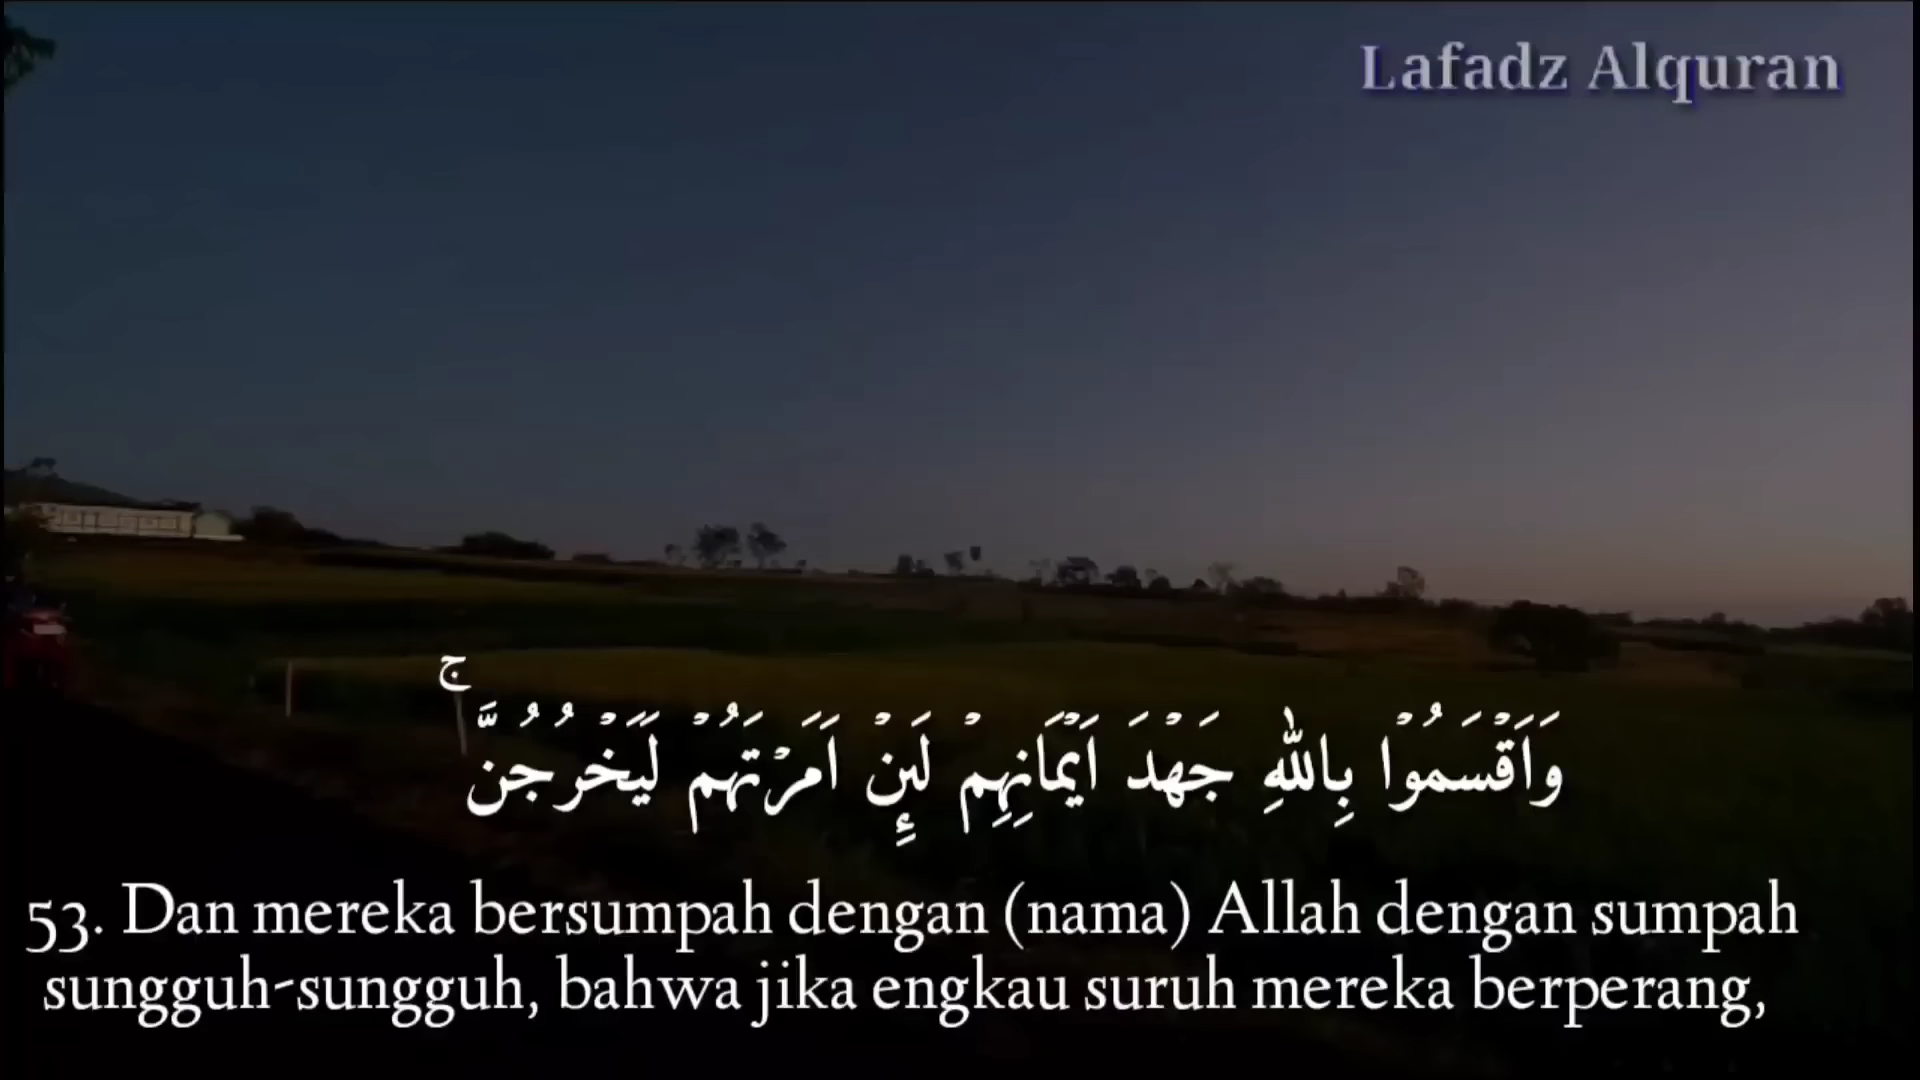 Lafadz Alquran
وَاَقْسَمُوْا بِاللّٰهِ جَهْدَ اَيْمَانِهِمْ لَىِٕنْ اَمَرْتَهُمْ لَيَخْرُجُنَّ ۚ
53. Dan mereka bersumpah dengan (nama) Allah dengan sumpah
sungguh-sungguh, bahwa jika engkau suruh mereka berperang,